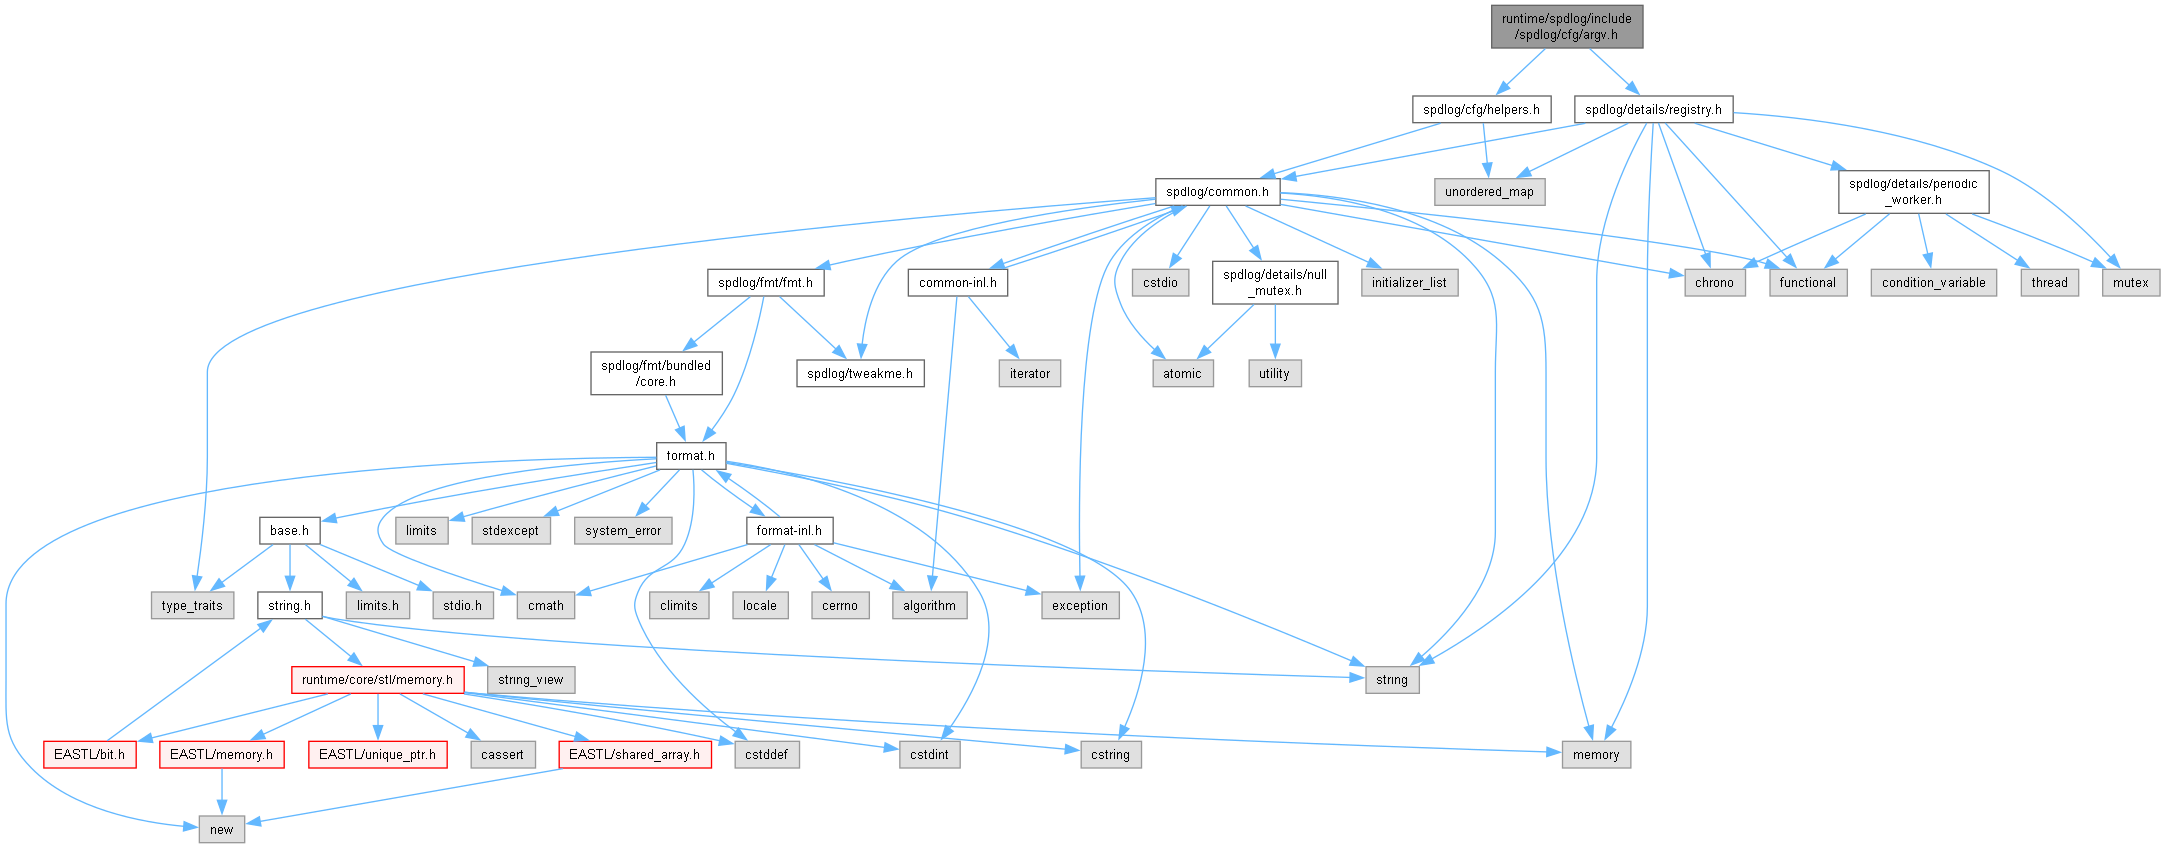 runtime/spdlog/include
/spdlog/cfg/argv.h
spdlog/cfg/helpers.h
spdlog/details/registry.h
spdlog/common.h
unordered_map
spdlog/details/periodic
_worker.h
spdlog/fmt/fmt.h
common-inl.h
cstdio
spdlog/details/null
_mutex.h
initializer_list
chrono
functional
condition_variable
thread
mutex
spdlog/fmt/bundled
/core.h
spdlog/tweakme.h
iterator
atomic
utility
format.h
base.h
limits
stdexcept
system_error
format-inl.h
type_traits
string.h
limits.h
stdio.h
cmath
climits
locale
cerrno
algorithm
exception
runtime/core/stl/memory.h
string_view
string
EASTL/bit.h
EASTL/memory.h
EASTL/unique_ptr.h
cassert
EASTL/shared_array.h
cstddef
cstdint
cstring
memory
new